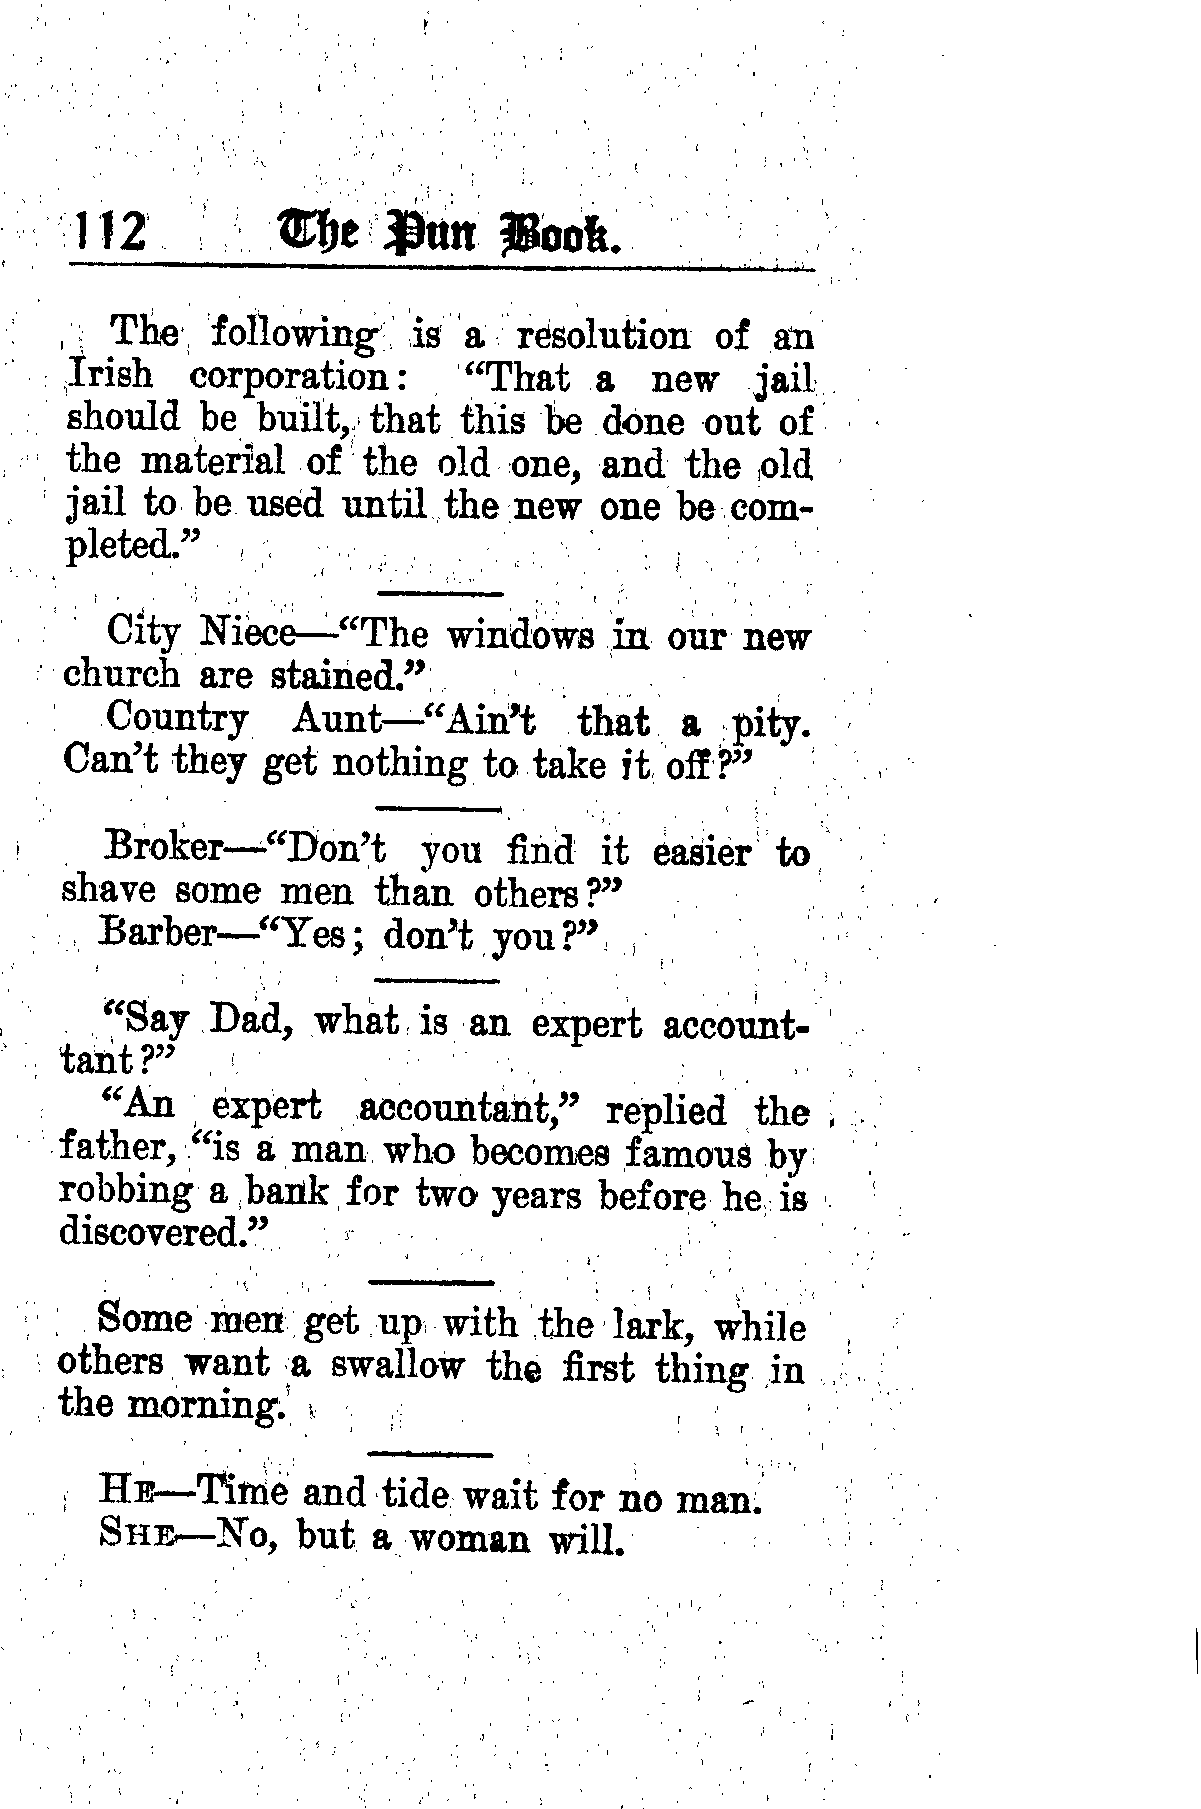 112 The Pun Book.
The following is a resolution of an
Irish corporation: "That a new jail
should be built, that this be done out of
the material of the old one, and the old
jail to be used until the new one be com-
pleted."
City Niece—"The windows in our new
church are stained."
Country Aunt—"Ain't that a pity.
Can't they get nothing to take it off?"
Broker—"Don't you find it easier to
shave some men than others?"
Barber—"Yes; don't you?"
"Say Dad, what is an expert account-
tant?"
"An expert accountant," replied the
father, "is a man who becomes famous by
robbing a bank for two years before he is
discovered."
Some men get up with the lark, while
others want a swallow the first thing in
the morning.
HE—Time and tide wait for no man.
SHE—No, but a woman will.